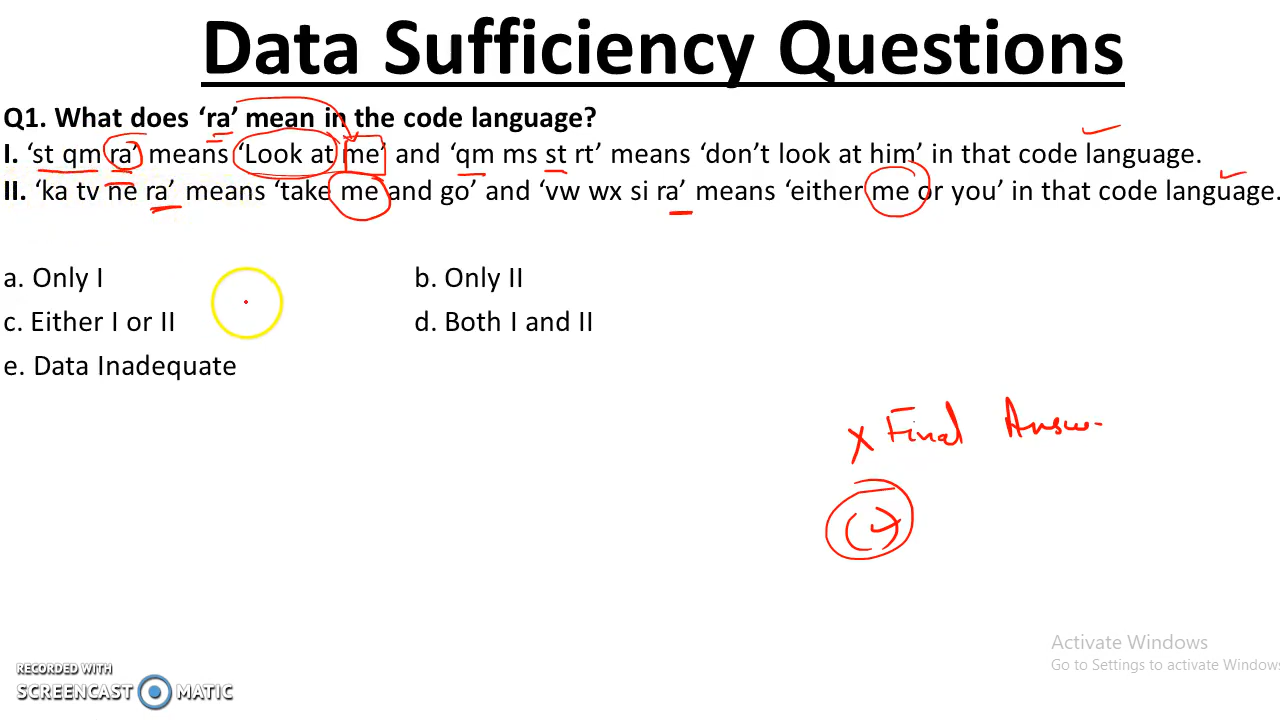 Data Sufficiency Questions
Q1. What does ‘ra’ mean in the code language?
I. ‘st qm ra’ means ‘Look at me’ and ‘qm ms st rt’ means ‘don’t look at him’ in that code language.
II. ‘ka tv ne ra’ means ‘take me and go’ and ‘vw wx si ra’ means ‘either me or you’ in that code language.
a. Only I b. Only II
c. Either I or II d. Both I and II
e. Data Inadequate
x Final Answ
Activate Windows
Go to Settings to activate Windows
RECORDED WITH
SCREENCAST MATIC